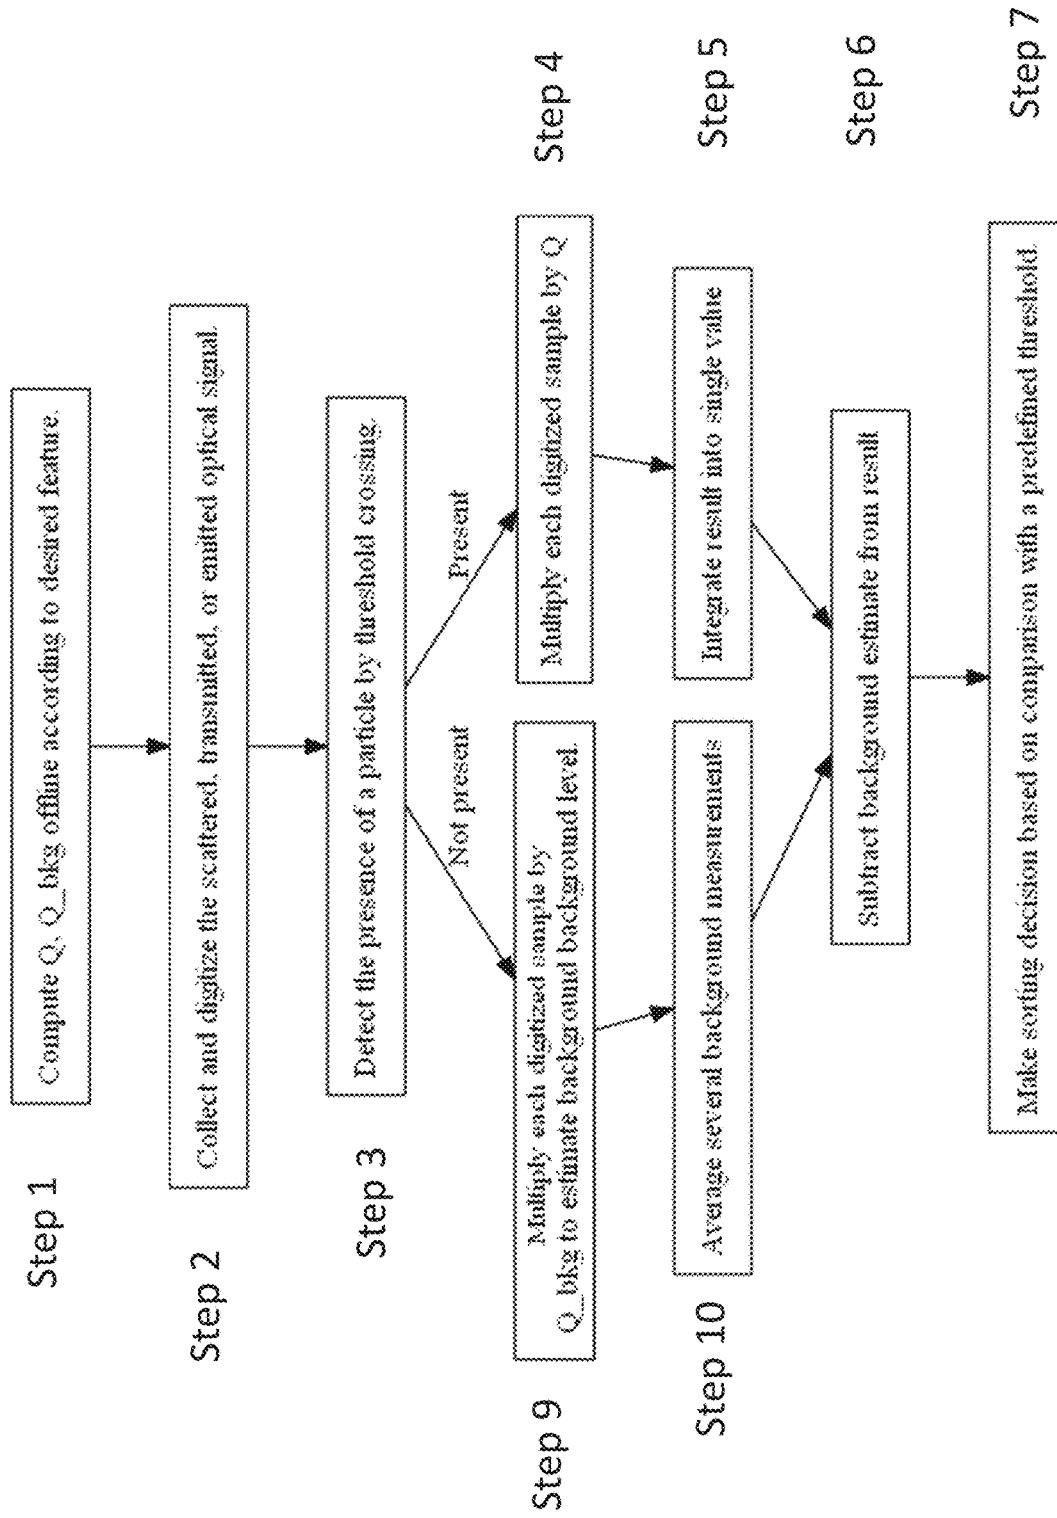 Step 1
Compute Q, Q_bkg offline according to desired feature.
Step 2
Collect and digitize the scattered, transmitted, or emitted optical signal.
Step 3
Detect the presence of a particle by threshold crossing.
Not present
Present
Step 9
Multiply each digitized sample by
Q_bkg to estimate background background level.
Multiply each digitized sample by Q
Step 4
Step 10
Average several background measurements
Integrate result into single value
Step 5
Subtract background estimate from result
Step 6
Make sorting decision based on comparison with a predefined threshold.
Step 7